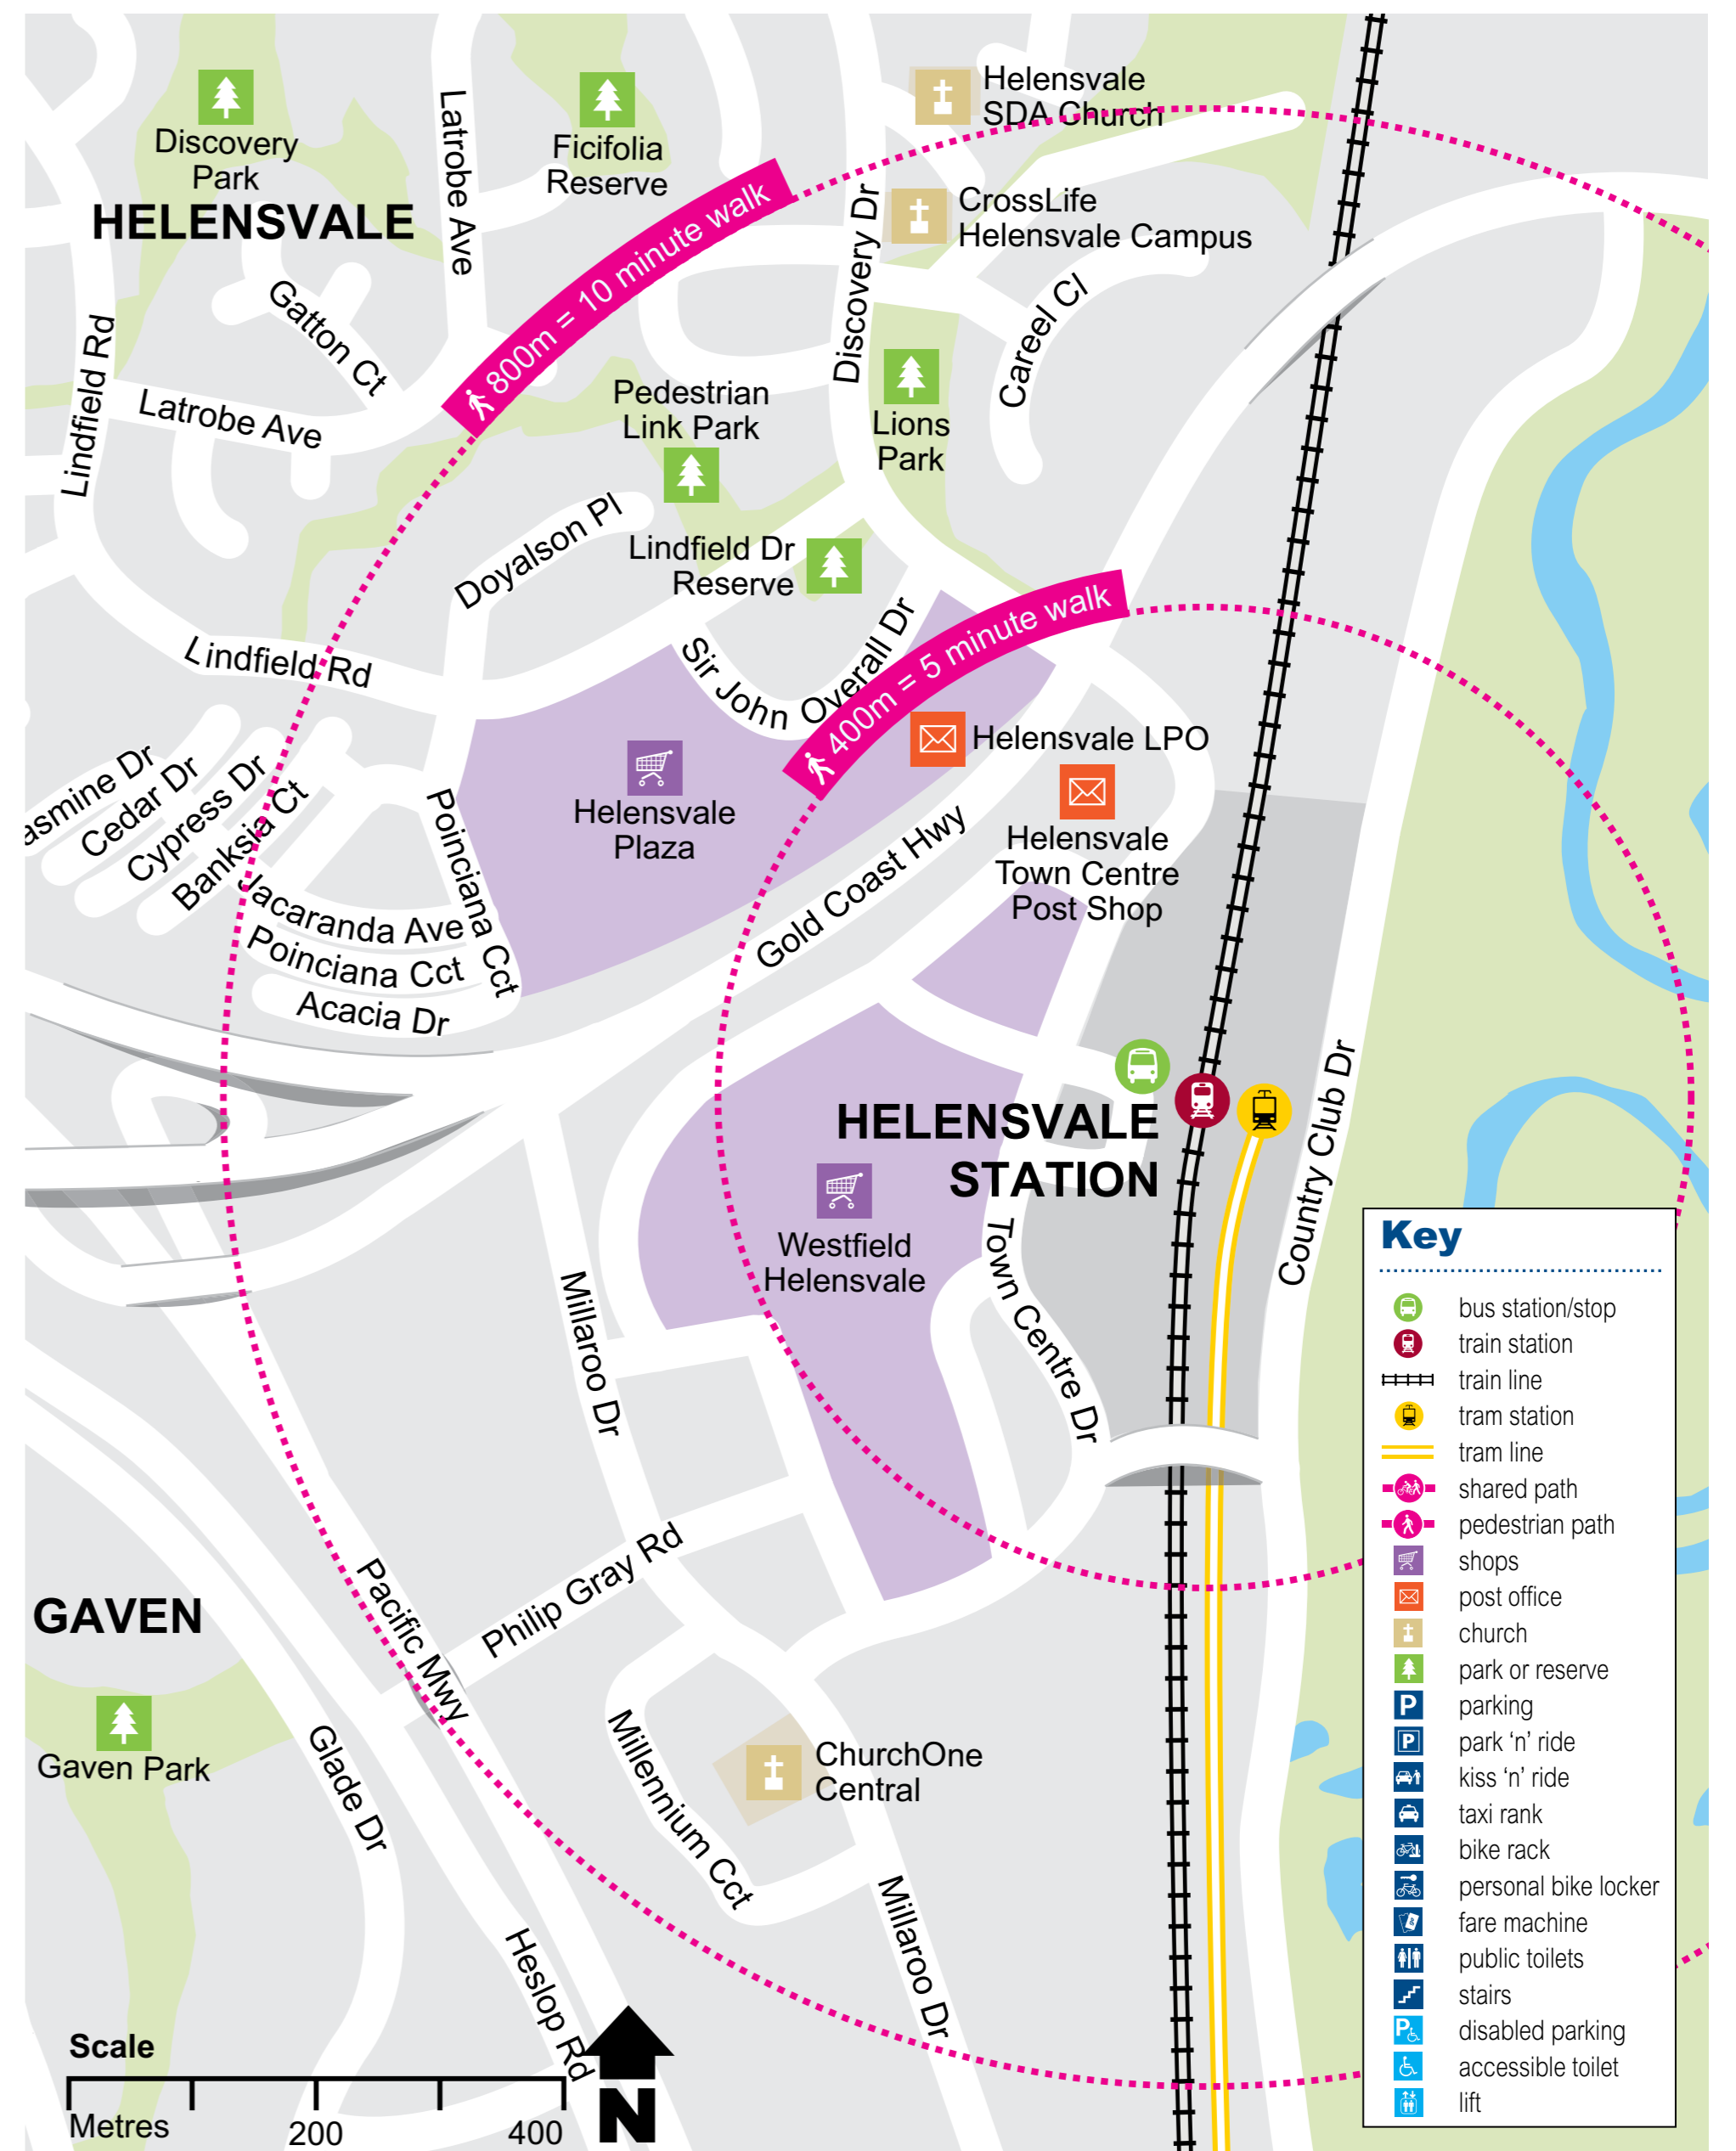 Helensvale
SDA Church
Discovery
Park
Ficifolia
Reserve
Latrobe Ave
HELENSVALE
CrossLife
Helensvale Campus
800m = 10 minute walk
Discovery Dr
Careel Cl
Gatton Ct
Lindfield Rd
Latrobe Ave
Pedestrian
Link Park
Lions
Park
Doyalson Pl
Lindfield Dr
Reserve
Lindfield Rd
Sir John Overall Dr
400m = 5 minute walk
Helensvale LPO
Helensvale
Plaza
Helensvale
Town Centre
Post Shop
asmine Dr
Cedar Dr
Cypress Dr
Banksia Ct
Poinciana Cct
Gold Coast Hwy
Jacaranda Ave
Poinciana Cct
Acacia Dr
HELENSVALE
STATION
Country Club Dr
Westfield
Helensvale
Town Centre Dr
Millaroo Dr
Philip Gray Rd
Pacific Mwy
GAVEN
Gaven Park
Glade Dr
Millennium Cct
ChurchOne
Central
Millaroo Dr
Heslop Rd
Scale
Metres
200
400
N
Key
bus station/stop
train station
train line
tram station
tram line
shared path
pedestrian path
shops
post office
church
park or reserve
P parking
P park ‘n’ ride
kiss ‘n’ ride
taxi rank
bike rack
personal bike locker
fare machine
public toilets
stairs
P disabled parking
accessible toilet
lift